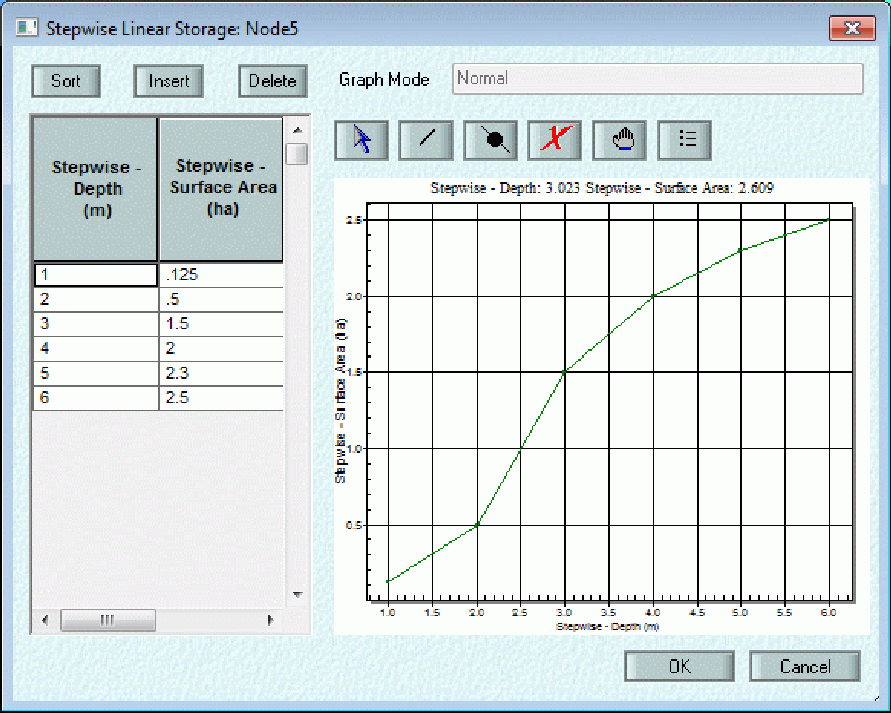 Stepwise Linear Storage: Node5
Sort Insert Delete Graph Mode Normal
Stepwise -
Depth
(m)
Stepwise -
Surface Area
(ha)
1 .125
2 .5
3 1.5
4 2
5 2.3
6 2.5
Stepwise - Depth: 3.023 Stepwise - Surface Area: 2.609
Stepwise - Surface Area (ha)
2.5
2.0
1.5
1.0
0.5
1.0 1.5 2.0 2.5 3.0 3.5 4.0 4.5 5.0 5.5 6.0
Stepwise - Depth (m)
OK Cancel